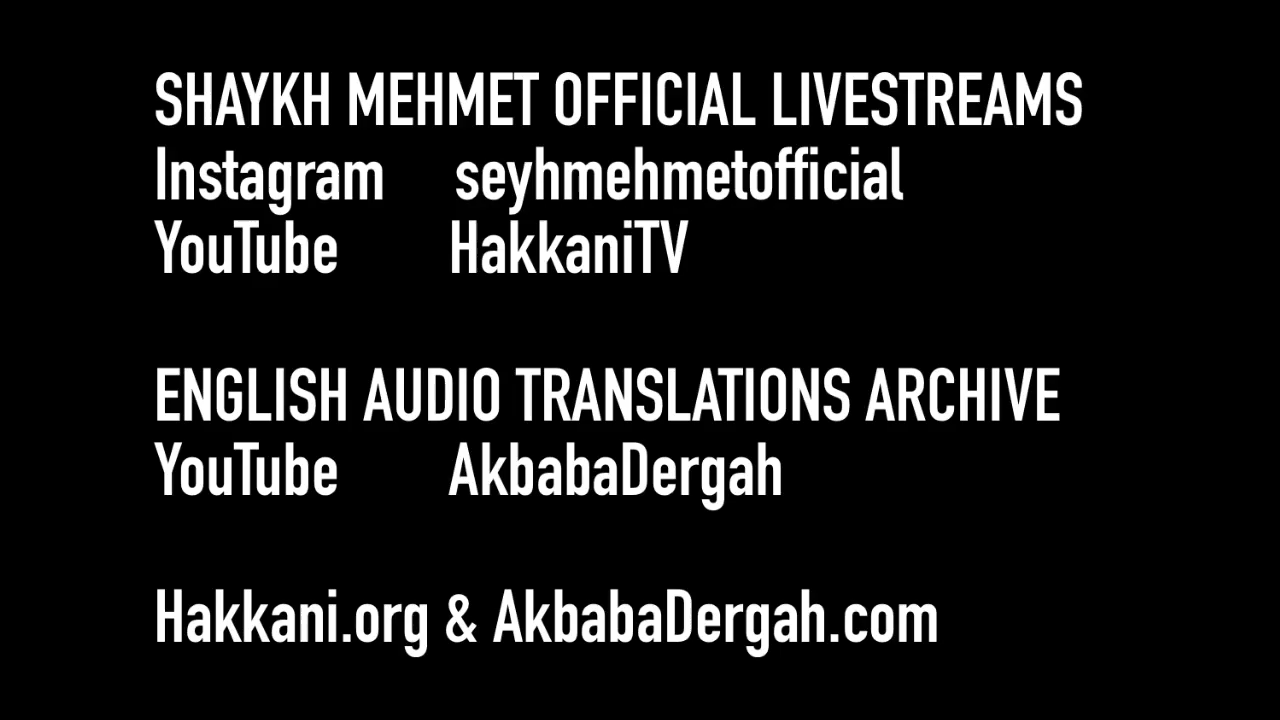 SHAYKH MEHMET OFFICIAL LIVESTREAMS
Instagram seyhmehmetofficial
YouTube HakkaniTV
ENGLISH AUDIO TRANSLATIONS ARCHIVE
YouTube AkbabaDergah
Hakkani.org & AkbabaDergah.com